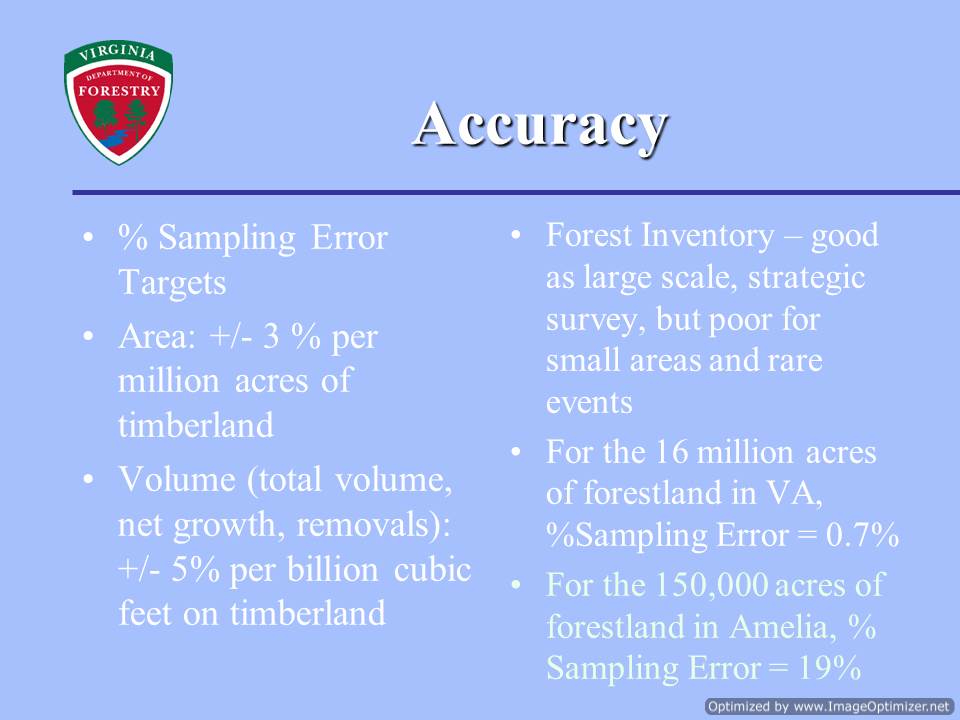 VIRGINIA
DEPARTMENT OF
FORESTRY
Accuracy
• % Sampling Error
Targets
• Area: +/- 3 % per
million acres of
timberland
• Volume (total volume,
net growth, removals):
+/- 5% per billion cubic
feet on timberland
• Forest Inventory – good
as large scale, strategic
survey, but poor for
small areas and rare
events
• For the 16 million acres
of forestland in VA,
%Sampling Error = 0.7%
• For the 150,000 acres of
forestland in Amelia, %
Sampling Error = 19%
Optimized by www.ImageOptimizer.net